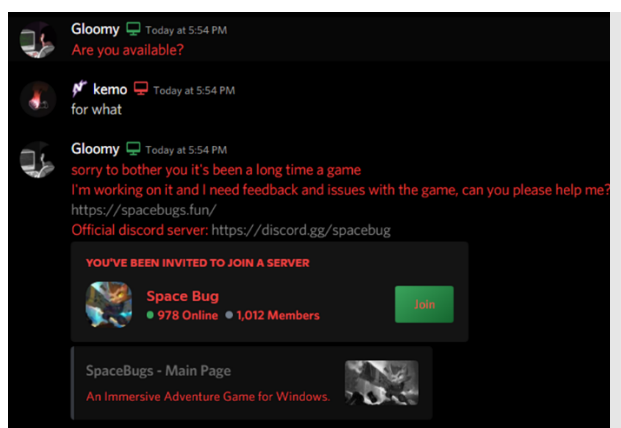 Gloomy Today at 5:54 PM
Are you available?
kemo Today at 5:54 PM
for what
Gloomy Today at 5:54 PM
sorry to bother you it's been a long time a game
I'm working on it and I need feedback and issues with the game, can you please help me?
https://spacebugs.fun/
Official discord server: https://discord.gg/spacebug
YOU'VE BEEN INVITED TO JOIN A SERVER
Space Bug
978 Online 1,012 Members
Join
SpaceBugs - Main Page
An Immersive Adventure Game for Windows.